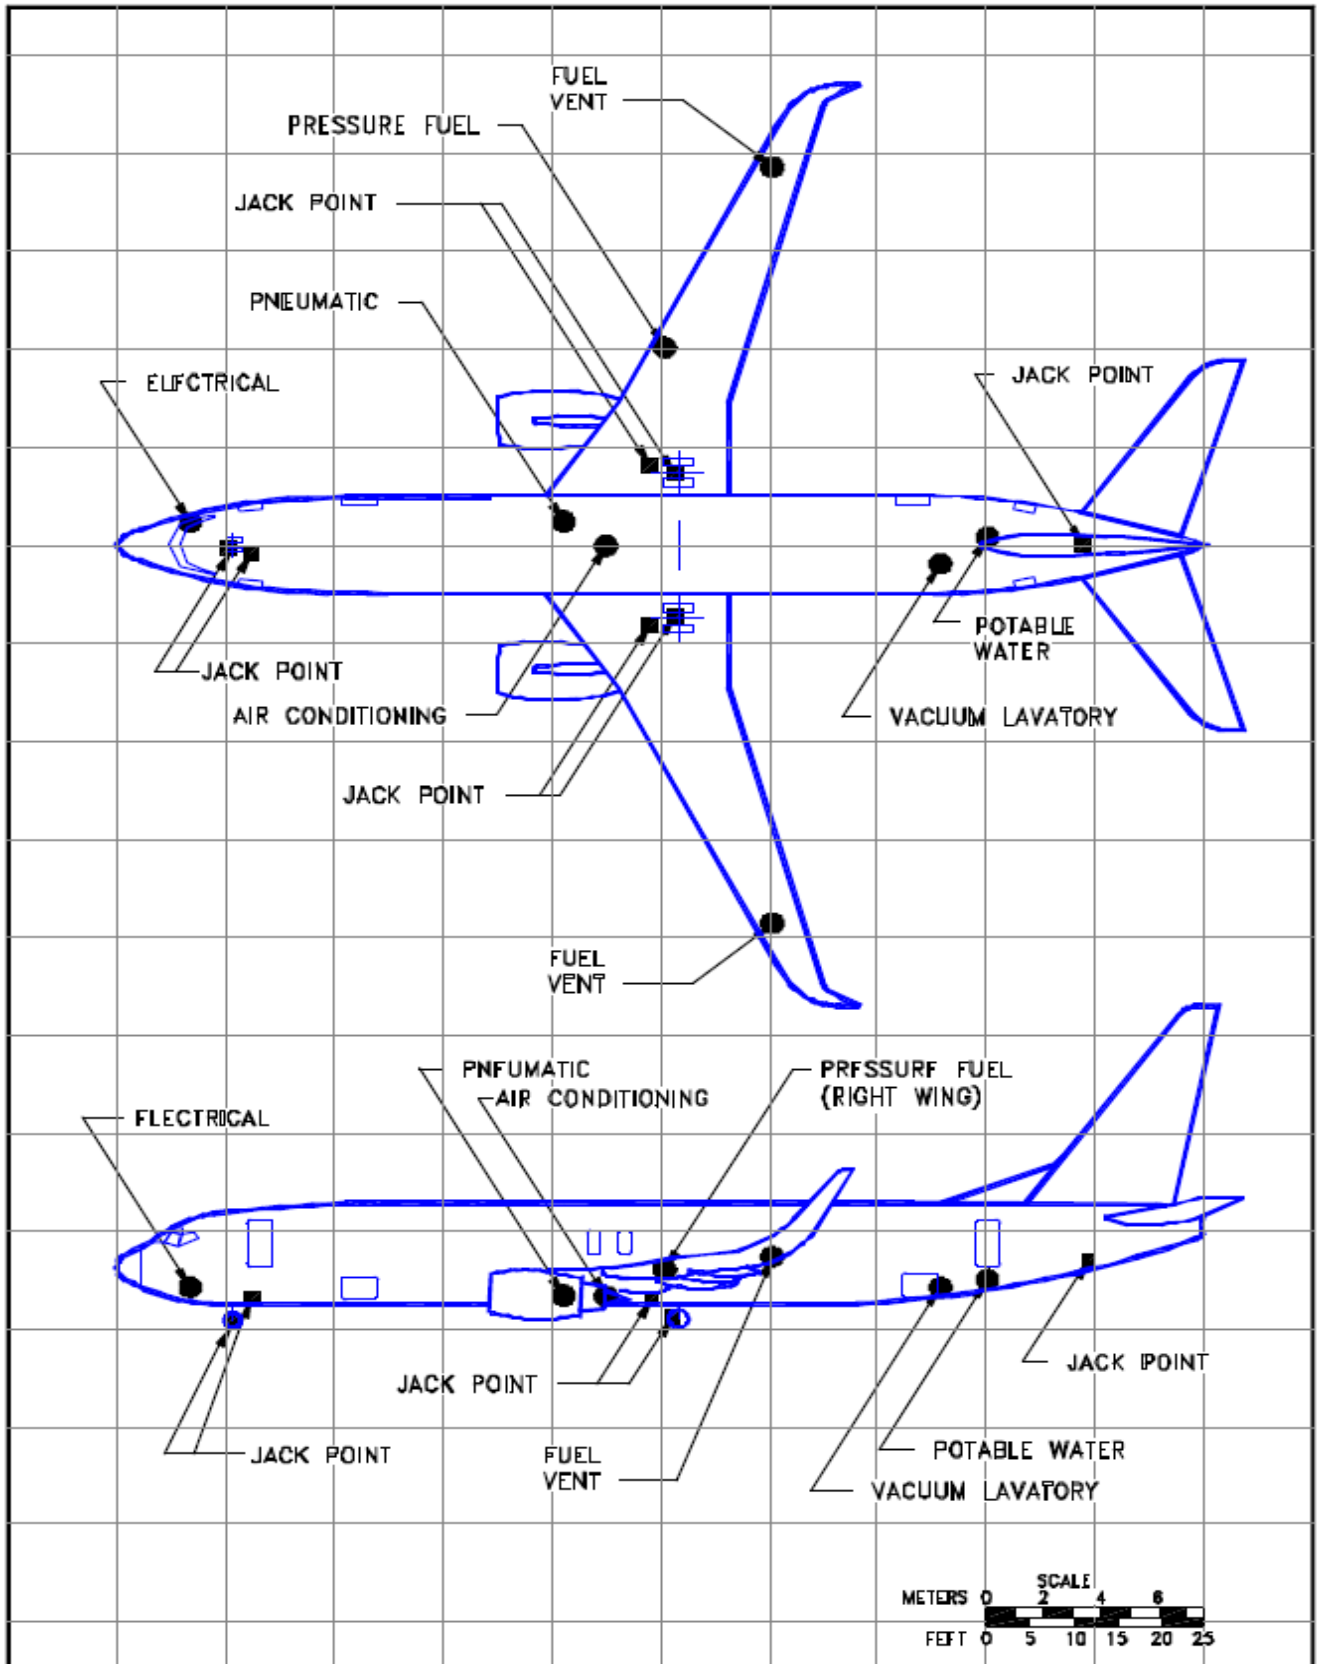 FUEL
VENT
PRESSURE FUEL
JACK POINT
PNEUMATIC
ELECTRICAL
JACK POINT
POTABLE
WATER
JACK POINT
AIR CONDITIONING
VACUUM LAVATORY
JACK POINT
FUEL
VENT
PNEUMATIC
PRESSURE FUEL
AIR CONDITIONING
(RIGHT WING)
ELECTRICAL
JACK POINT
JACK POINT
JACK POINT
FUEL
VENT
POTABLE WATER
VACUUM LAVATORY
SCALE
METERS 0 2 4 6
FEET 0 5 10 15 20 25